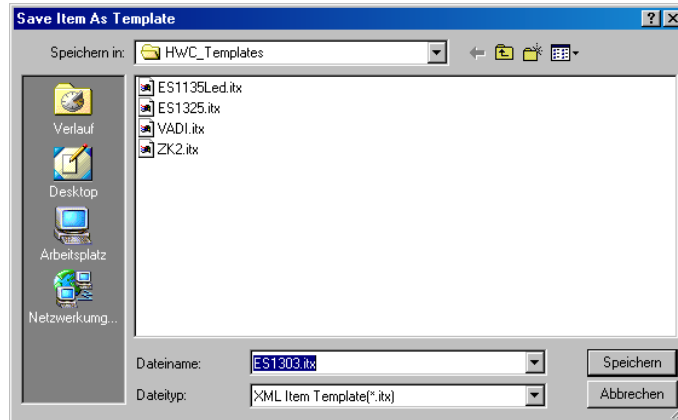 Save Item As Template
Speichern in: HWC_Templates
Verlauf
Desktop
Arbeitsplatz
Netzwerkumg...
ES1135Led.itx
ES1325.itx
VADI.itx
ZK2.itx
Dateiname: ES1303.itx Speichern
Dateityp: XML Item Template(*.itx) Abbrechen